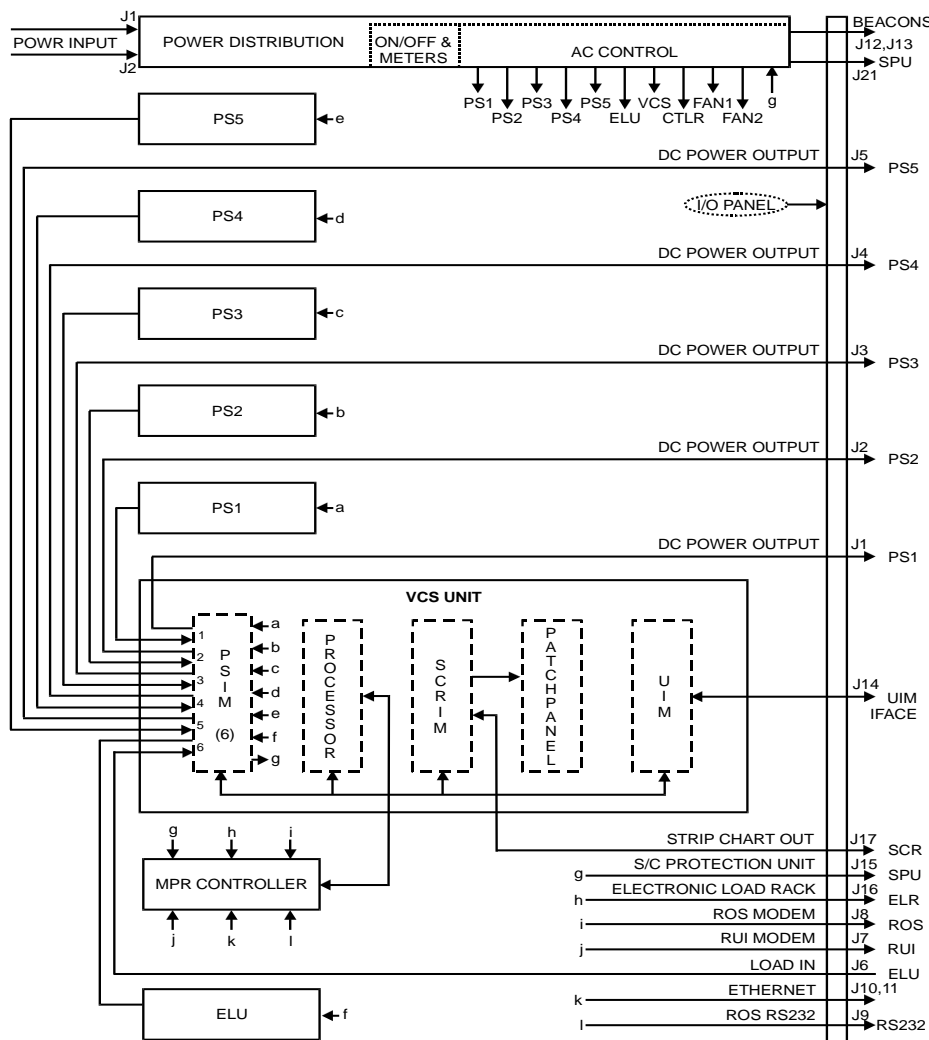 J1
POWR INPUT
J2
POWER DISTRIBUTION
ON/OFF &
METERS
AC CONTROL
BEACONS
J12,J13
SPU
J21
PS1
PS2
PS3
PS4
PS5
ELU
VCS
CTLR
FAN1
FAN2
g
PS5
e
DC POWER OUTPUT
J5
PS5
I/O PANEL
PS4
d
DC POWER OUTPUT
J4
PS4
PS3
c
DC POWER OUTPUT
J3
PS3
PS2
b
DC POWER OUTPUT
J2
PS2
PS1
a
DC POWER OUTPUT
J1
PS1
VCS UNIT
1
2
3
4
5
6
PSIM
(6)
a
b
c
d
e
f
g
PROCESSOR
SCRIM
PATCHPANEL
UIM
J14
UIM
IFACE
g
h
i
MPR CONTROLLER
j
k
l
STRIP CHART OUT
J17
SCR
g
S/C PROTECTION UNIT
J15
SPU
h
ELECTRONIC LOAD RACK
J16
ELR
i
ROS MODEM
J8
ROS
j
RUI MODEM
J7
RUI
LOAD IN
J6
ELU
k
ETHERNET
J10,11
l
ROS RS232
J9
RS232
ELU
f